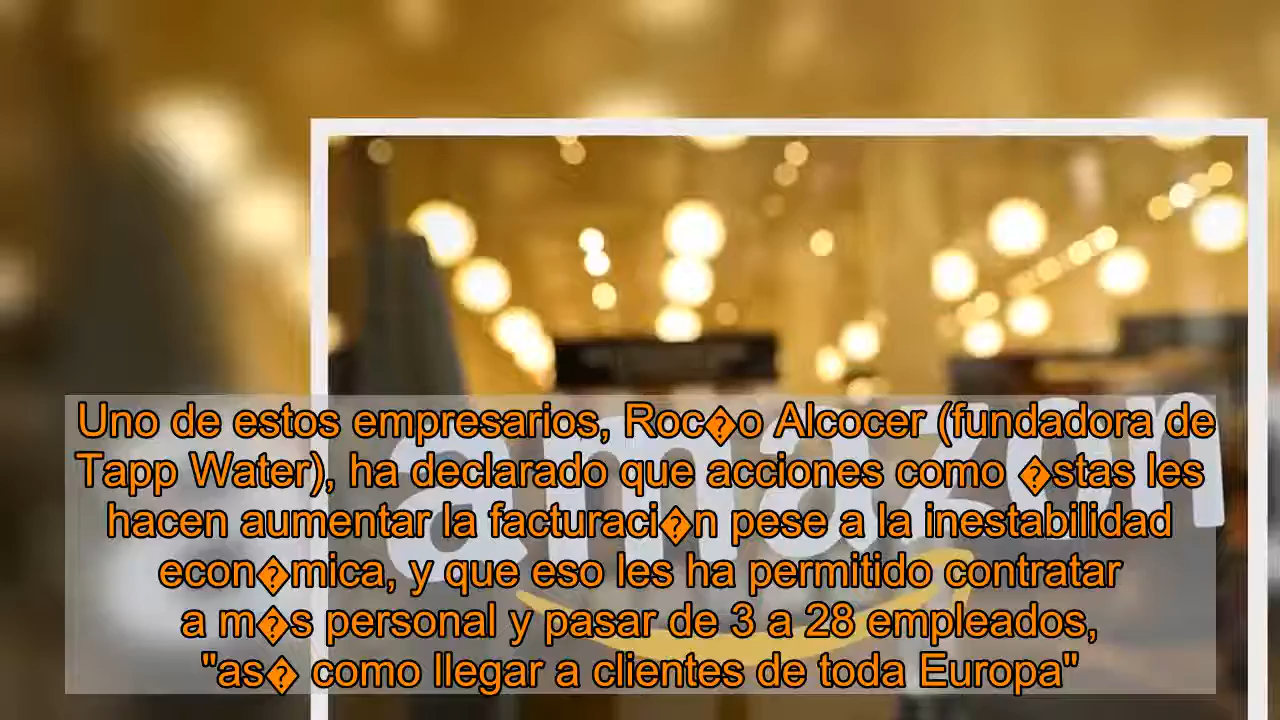 Uno de estos empresarios, Roc�o Alcocer (fundadora de
Tapp Water), ha declarado que acciones como �stas les
hacen aumentar la facturaci�n pese a la inestabilidad
econ�mica, y que eso les ha permitido contratar
a m�s personal y pasar de 3 a 28 empleados,
"as� como llegar a clientes de toda Europa"
amazon